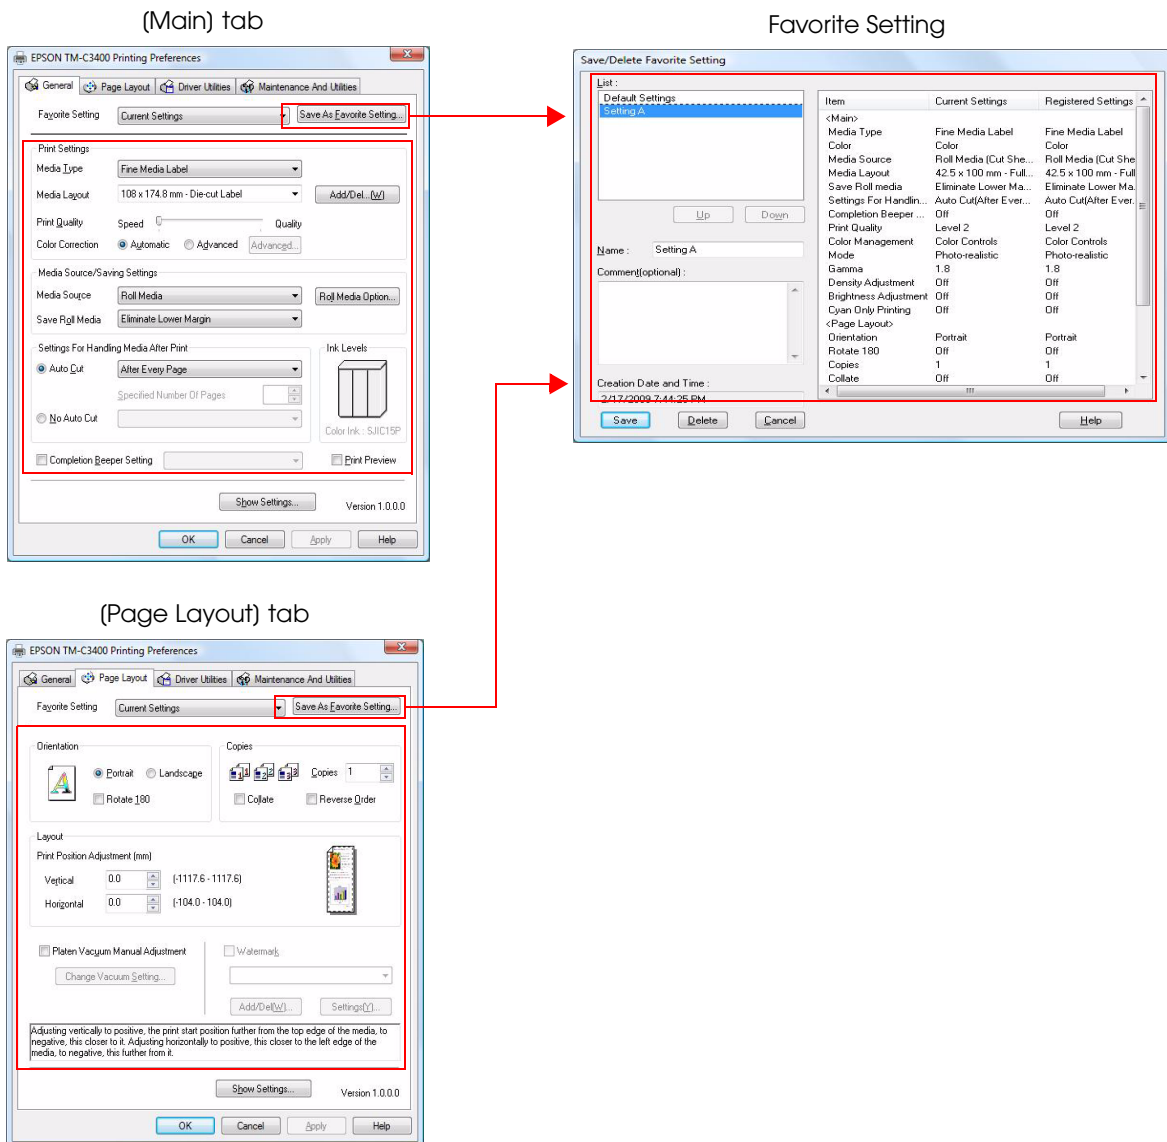 (Main) tab
EPSON TM-C3400 Printing Preferences
General Page Layout Driver Utilities Maintenance And Utilities
Favorite Setting Current Settings Save As Favorite Setting...
Print Settings
Media Type Fine Media Label
Media Layout 108 x 174.8 mm - Die-cut Label Add/Del...(W)
Print Quality Speed Quality
Color Correction Automatic Advanced Advanced...
Media Source/Saving Settings
Media Source Roll Media Roll Media Option...
Save Roll Media Eliminate Lower Margin
Settings For Handling Media After Print
Auto Cut After Every Page
Specified Number Of Pages
No Auto Cut
Ink Levels
Color Ink : SJIC15P
Completion Beeper Setting Print Preview
Show Settings... Version 1.0.0.0
OK Cancel Apply Help
Favorite Setting
Save/Delete Favorite Setting
List :
Default Settings
Setting A
Up Down
Name : Setting A
Comment(optional) :
Creation Date and Time :
2/17/2009 7:44:25 PM
Item Current Settings Registered Settings
<Main>
Media Type Fine Media Label Fine Media Label
Color Color Color
Media Source Roll Media (Cut She... Roll Media (Cut She
Media Layout 42.5 x 100 mm - Full... 42.5 x 100 mm - Full
Save Roll media Eliminate Lower Ma... Eliminate Lower Ma.
Settings For Handlin... Auto Cut(After Ever... Auto Cut(After Ever.
Completion Beeper ... Off Off
Print Quality Level 2 Level 2
Color Management Color Controls Color Controls
Mode Photo-realistic Photo-realistic
Gamma 1.8 1.8
Density Adjustment Off Off
Brightness Adjustment Off Off
Cyan Only Printing Off Off
<Page Layout>
Orientation Portrait Portrait
Rotate 180 Off Off
Copies 1 1
Collate Off Off
Save Delete Cancel Help
(Page Layout) tab
EPSON TM-C3400 Printing Preferences
General Page Layout Driver Utilities Maintenance And Utilities
Favorite Setting Current Settings Save As Favorite Setting...
Orientation
Portrait Landscape
Rotate 180
Copies
1 1 2 2 3 3 Copies 1
Collate Reverse Order
Layout
Print Position Adjustment (mm)
Vertical 0.0 (-1117.6 - 1117.6)
Horizontal 0.0 (-104.0 - 104.0)
Platen Vacuum Manual Adjustment Watermark
Change Vacuum Setting...
Add/Del(W)... Settings(Y)...
Adjusting vertically to positive, the print start position further from the top edge of the media, to
negative, this closer to it. Adjusting horizontally to positive, this closer to the left edge of the
media, to negative, this further from it.
Show Settings... Version 1.0.0.0
OK Cancel Apply Help